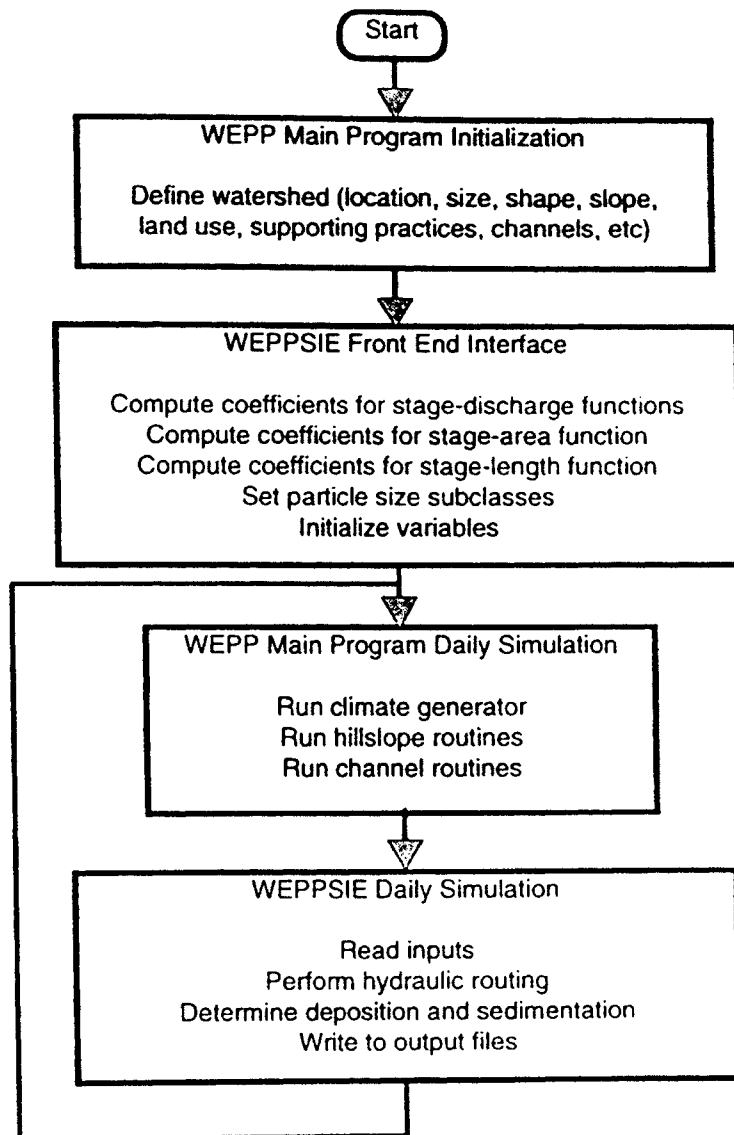 Start
WEPP Main Program Initialization
Define watershed (location, size, shape, slope,
land use, supporting practices, channels, etc)
WEPPSIE Front End Interface
Compute coefficients for stage-discharge functions
Compute coefficients for stage-area function
Compute coefficients for stage-length function
Set particle size subclasses
Initialize variables
WEPP Main Program Daily Simulation
Run climate generator
Run hillslope routines
Run channel routines
WEPPSIE Daily Simulation
Read inputs
Perform hydraulic routing
Determine deposition and sedimentation
Write to output files